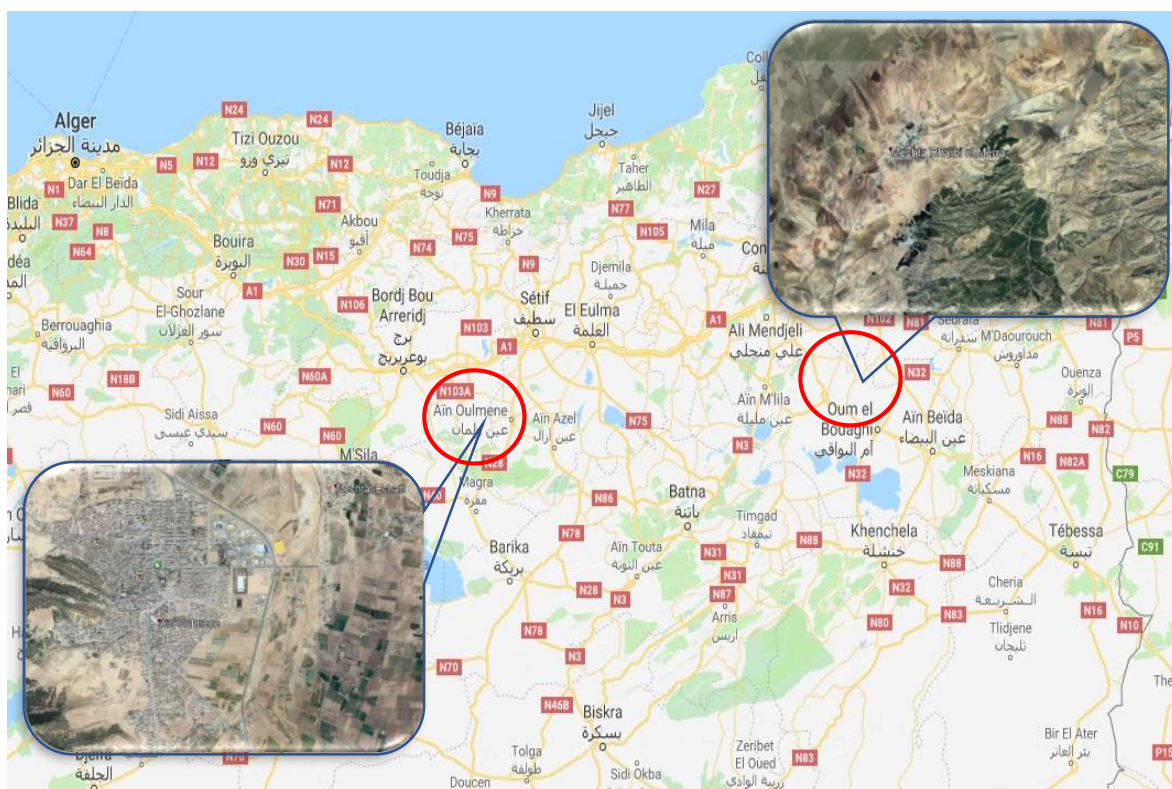 Alger
مدينة الجزائر
Dar El Beïda
الدار البيضاء
Blida
البليدة
N24
N24
Tizi Ouzou
تيزي وزو
N12
N12
N5
N1
N37
N8
N64
N71
Béjaïa
بجاية
Toudja
توجة
Akbou
أقبو
Bouira
البويرة
N30
N15
N74
N75
N9
Kherrata
خراطة
Jijel
جيجل
Taher
الطاهير
N77
N27
N105
Mila
ميلة
N9
Djemila
جميلة
A1
N106
Bordj Bou
Arreridj
برج
بوعريريج
Sétif
سطيف
El Eulma
العلمة
N103
A1
A1
Ali Mendjeli
علي منجلي
N102
N81
N81
Sedrata
سدراتة
M'Daourouch
مداوروش
P5
Sour
El-Ghozlane
سور الغزلان
Berrouaghia
البرواقية
N60
N18B
N60A
Sidi Aissa
سيدي عيسى
N60
N60
M'Sila
N103A
Aïn Oulmene
Aïn Azel
عين أزال
N75
N28
Magra
مقرة
Aïn M'lila
عين مليلة
N3
N32
Ouenza
الونزة
Oum el
Bouaghi
أم البواقي
Aïn Beïda
عين البيضاء
N88
N16
N82A
C79
N32
Meskiana
مسكيانة
N86
Batna
باتنة
Timgad
تيمقاد
N88
Khenchela
خنشلة
Tébessa
تبسة
C91
N78
Barika
بريكة
Aïn Touta
عين التوتة
N31
N31
N28
N3
N87
Arris
اريس
N88
N32
Cheria
الشريعة
N16
N80
N83
Tlidjene
ثليجان
N10
N78
N3
N70
N46B
Biskra
بسكرة
Tolga
طولقة
Doucen
Sidi Okba
Zeribet
El Oued
زريبة الوادي
N83
Bir El Ater
بئر العاتر
P15
N70
الجلفة
Ain Oulmene